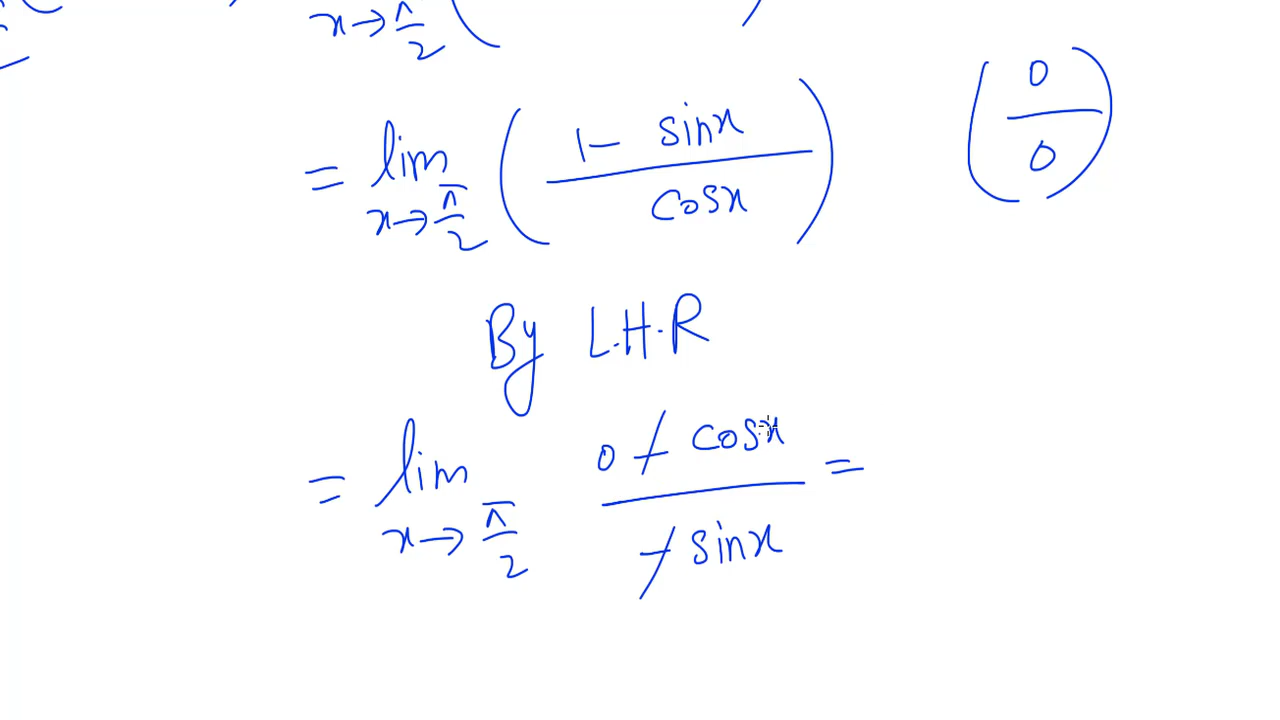 x→π/2 (
= lim x→π/2 ( (1 - sinx) / cosx ) ( 0 / 0 )
By L.H.R
= lim x→π/2 (0 - cosx) / (- sinx) =